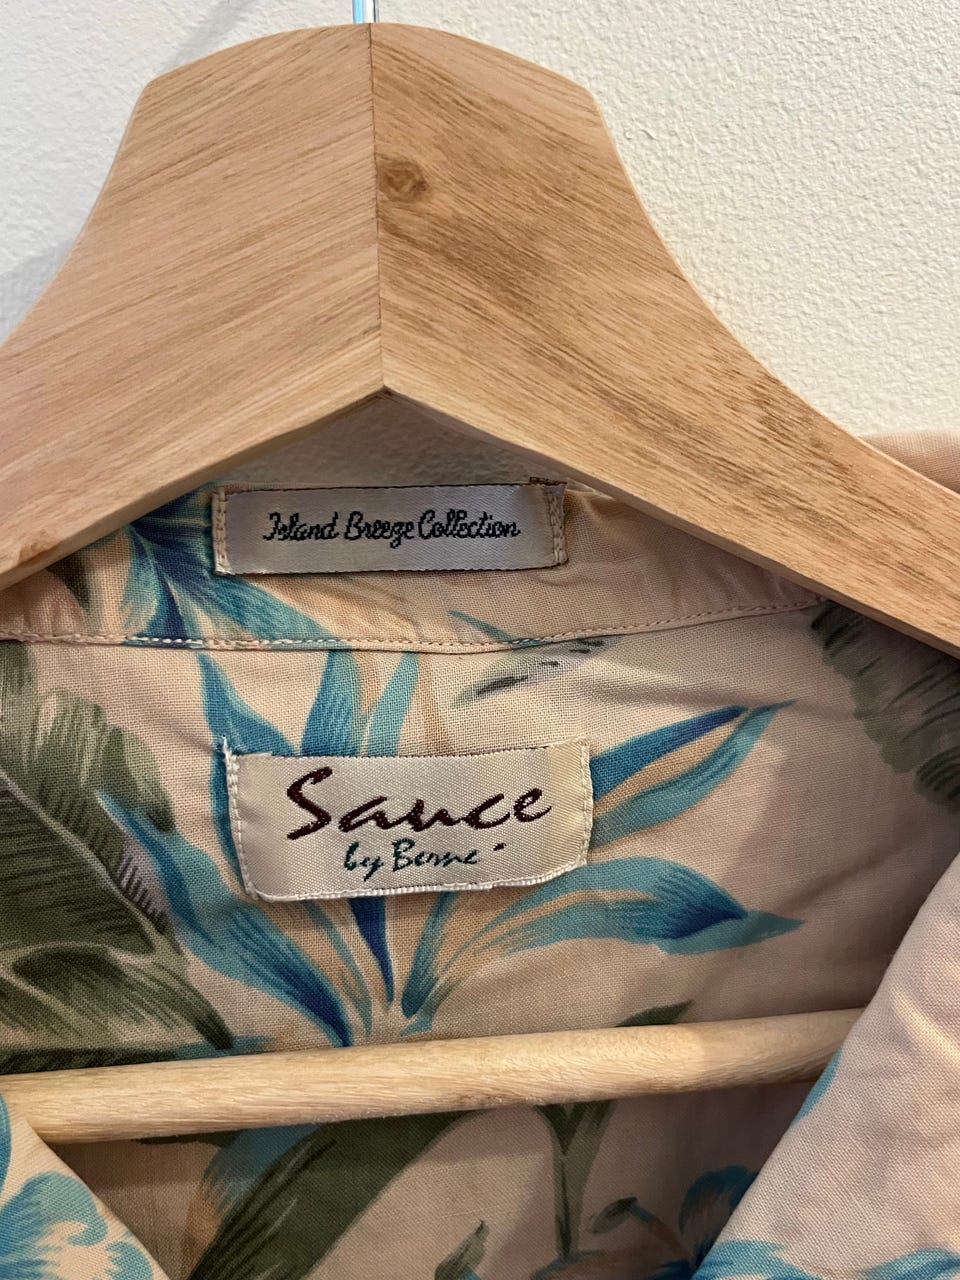 Island Breeze Collection
Sauce
by Berne'